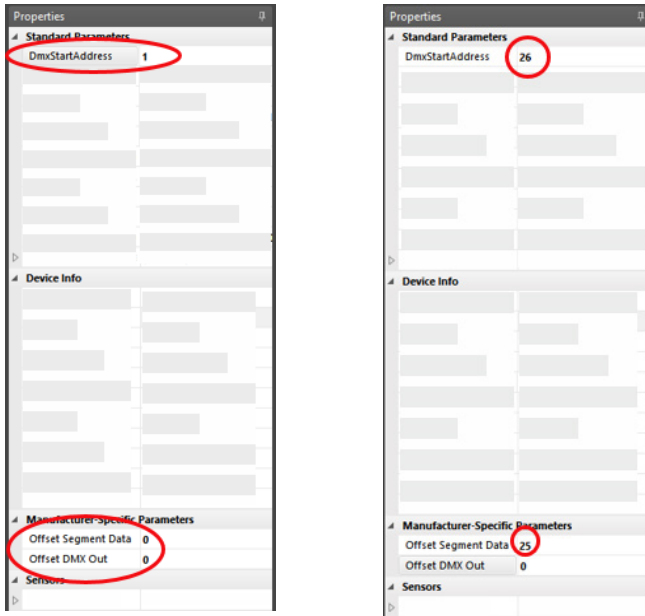 Properties
Standard Parameters
DmxStartAddress 1
Device Info
Manufacturer-Specific Parameters
Offset Segment Data 0
Offset DMX Out 0
Sensors
Properties
Standard Parameters
DmxStartAddress 26
Device Info
Manufacturer-Specific Parameters
Offset Segment Data 25
Offset DMX Out 0
Sensors